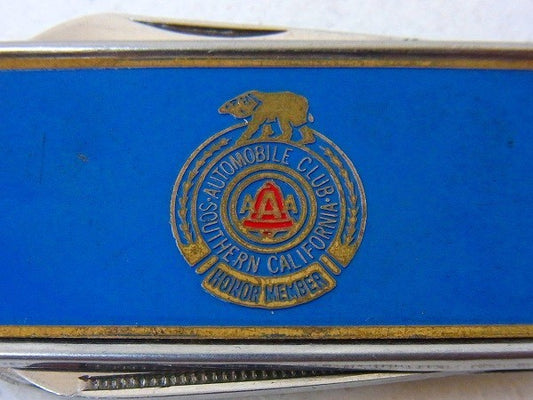 ·AUTOMOBILE CLUB·
SOUTHERN CALIFORNIA
AAA
HONOR MEMBER